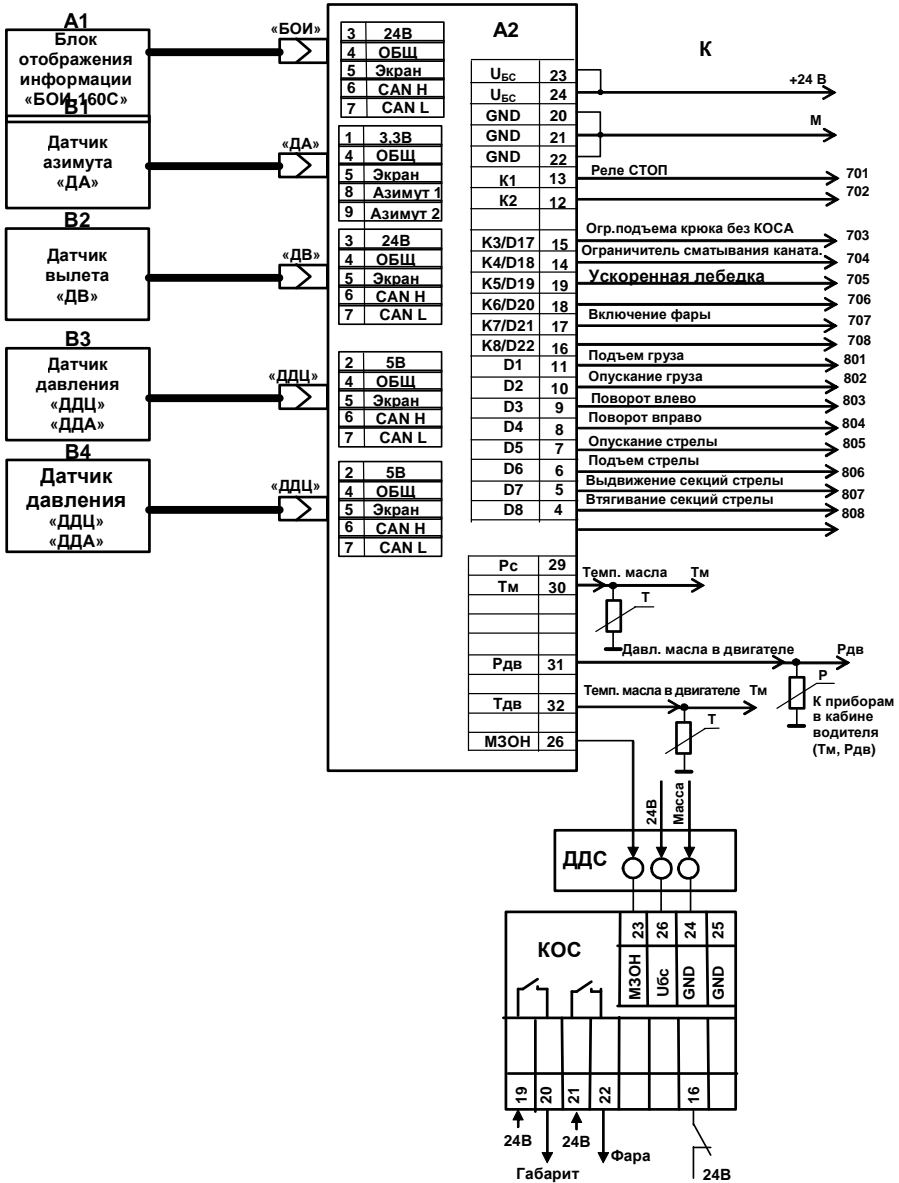 А1
Блок
отображения
информации
«БОИ-160С»
«БОИ»
В1
Датчик
азимута
«ДА»
«ДА»
В2
Датчик
вылета
«ДВ»
«ДВ»
В3
Датчик
давления
«ДДЦ»
«ДДА»
«ДДЦ»
В4
Датчик
давления
«ДДЦ»
«ДДА»
«ДДЦ»
3 24В
4 ОБЩ
5 Экран
6 CAN H
7 CAN L
1 3,3В
4 ОБЩ
5 Экран
8 Азимут 1
9 Азимут 2
3 24В
4 ОБЩ
5 Экран
6 CAN H
7 CAN L
2 5В
4 ОБЩ
5 Экран
6 CAN H
7 CAN L
2 5В
4 ОБЩ
5 Экран
6 CAN H
7 CAN L
А2
К
UБС 23
UБС 24 +24 В
GND 20
GND 21 М
GND 22
К1 13 Реле СТОП 701
К2 12 702
К3/D17 15 Огр.подъема крюка без КОСА 703
К4/D18 14 Ограничитель сматывания каната. 704
К5/D19 19 Ускоренная лебедка 705
К6/D20 18 706
К7/D21 17 Включение фары 707
К8/D22 16 708
D1 11 Подъем груза 801
D2 10 Опускание груза 802
D3 9 Поворот влево 803
D4 8 Поворот вправо 804
D5 7 Опускание стрелы 805
D6 6 Подъем стрелы 806
D7 5 Выдвижение секций стрелы 807
D8 4 Втягивание секций стрелы 808
Рс 29
Тм 30 Темп. масла Тм
Т
Рдв 31 Давл. масла в двигателе Рдв
Р
К приборам
в кабине
водителя
(Тм, Рдв)
Тдв 32 Темп. масла в двигателе Тм
Т
МЗОН 26
24В
Масса
ДДС
КОС
23 26 24 25
МЗОН Uбс GND GND
19 20 21 22 16
24В 24В
Габарит Фара
24В